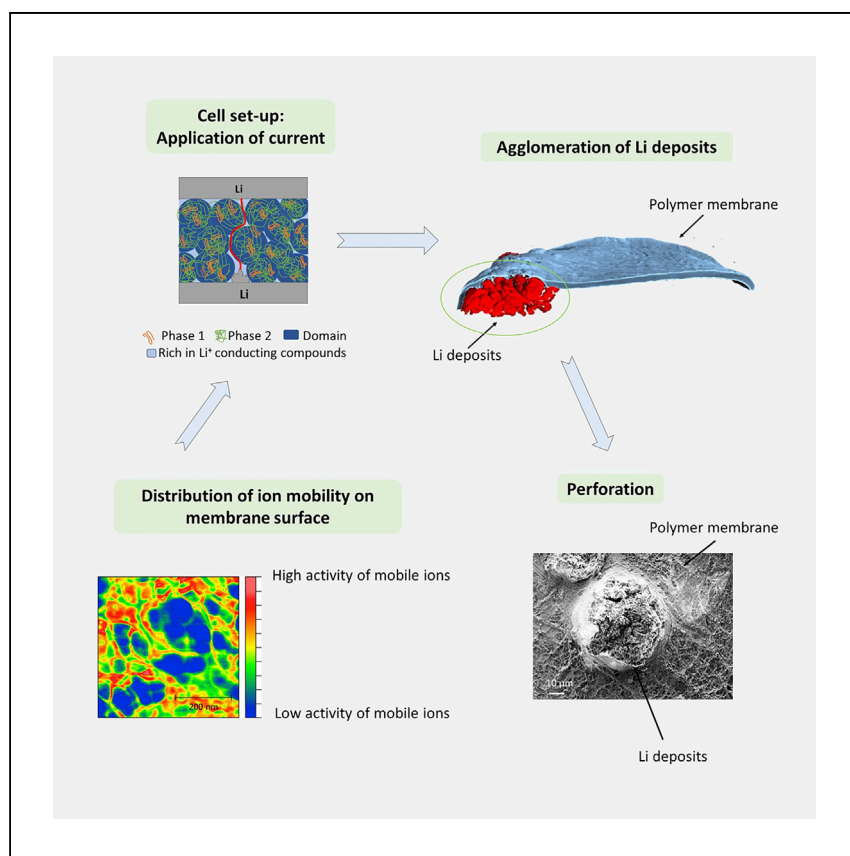 Cell set-up:
Application of current
Li
Li
Phase 1 Phase 2 Domain
Rich in Li⁺ conducting compounds
Agglomeration of Li deposits
Polymer membrane
Li deposits
Distribution of ion mobility on
membrane surface
High activity of mobile ions
200 nm
Low activity of mobile ions
Perforation
Polymer membrane
10 µm
Li deposits